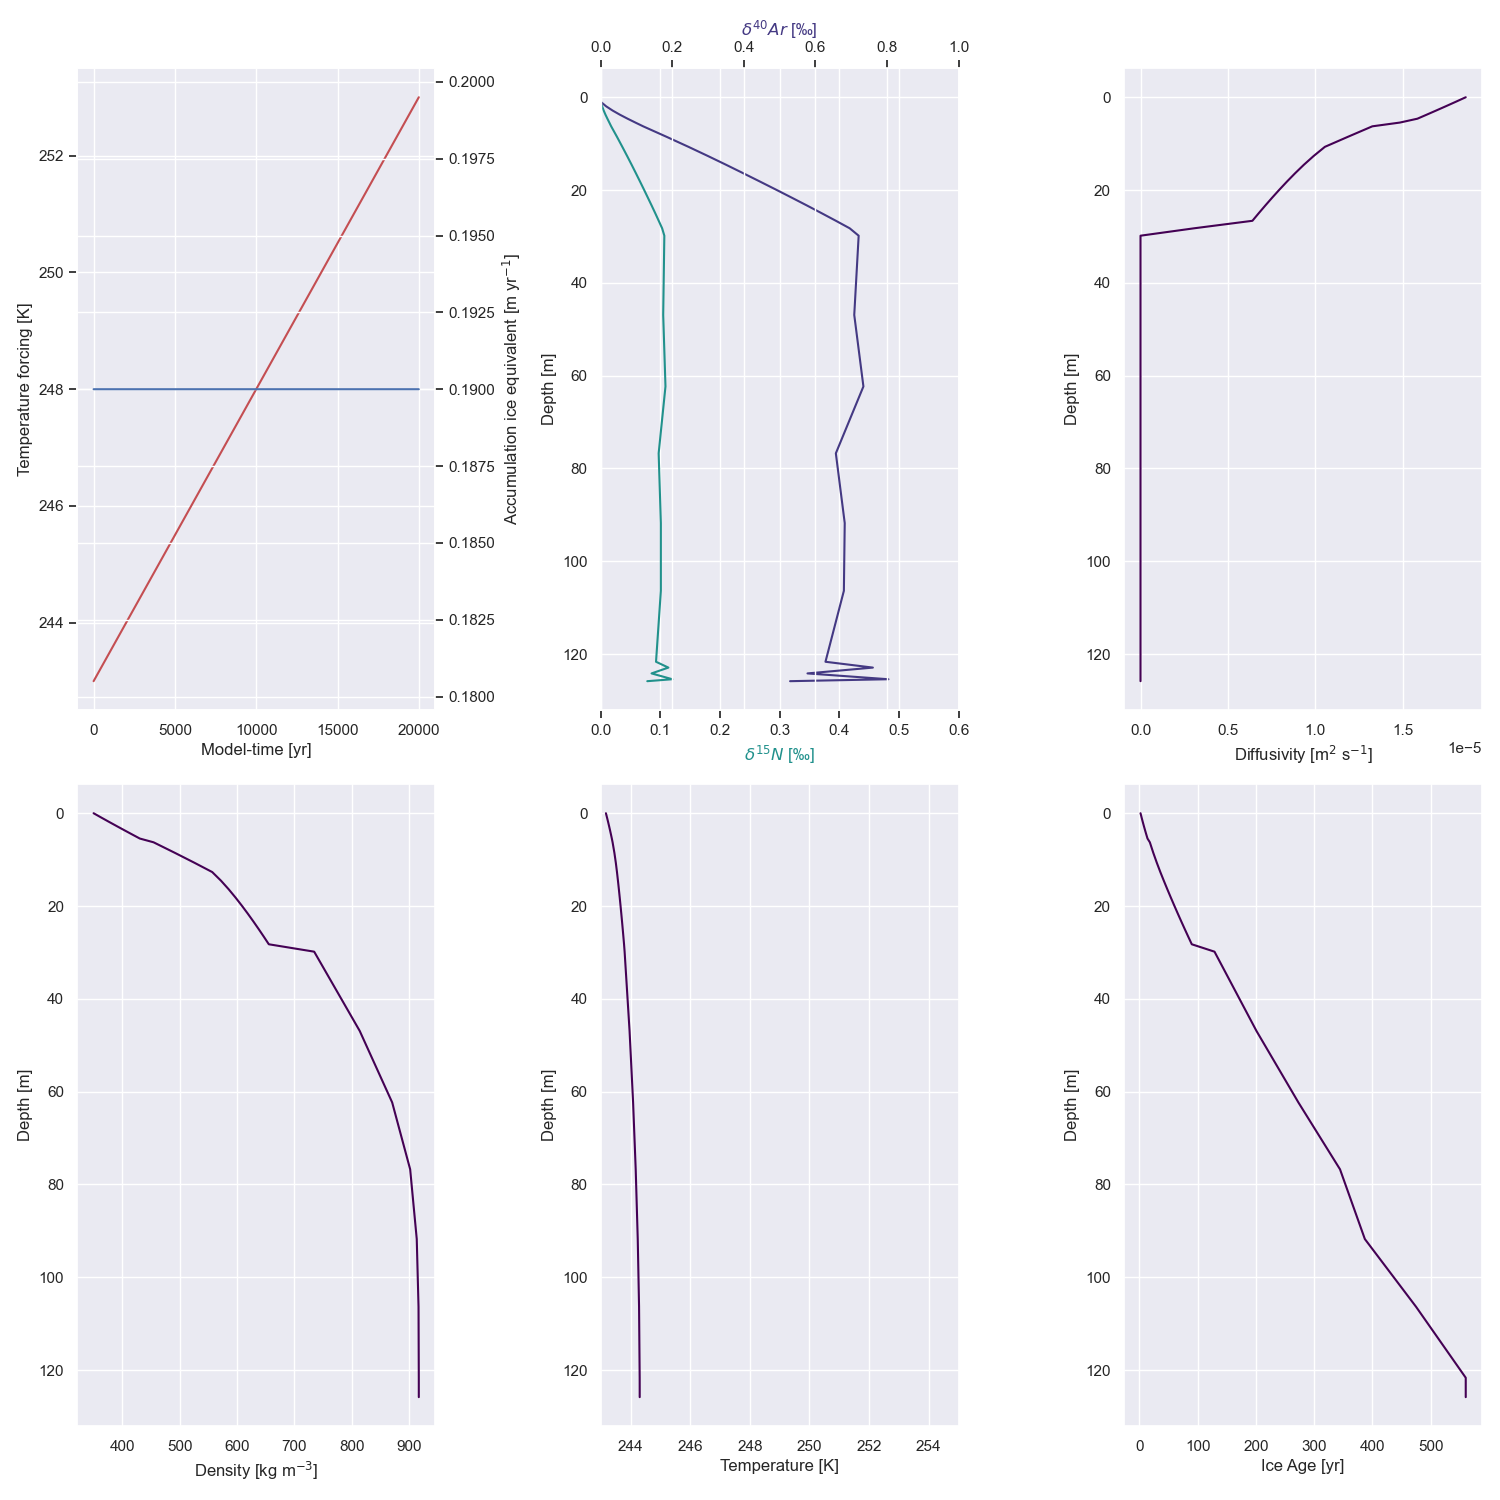 δ⁴⁰Ar [‰]
0.0 0.2 0.4 0.6 0.8 1.0
Temperature forcing [K]
252
250
248
246
244
0.2000
0.1975
0.1950
0.1925
0.1900
0.1875
0.1850
0.1825
0.1800
Accumulation ice equivalent [m yr⁻¹]
0 5000 10000 15000 20000
Model-time [yr]
Depth [m]
0
20
40
60
80
100
120
0.0 0.1 0.2 0.3 0.4 0.5 0.6
δ¹⁵N [‰]
Depth [m]
0
20
40
60
80
100
120
0.0 0.5 1.0 1.5
1e−5
Diffusivity [m² s⁻¹]
Depth [m]
0
20
40
60
80
100
120
400 500 600 700 800 900
Density [kg m⁻³]
Depth [m]
0
20
40
60
80
100
120
244 246 248 250 252 254
Temperature [K]
Depth [m]
0
20
40
60
80
100
120
0 100 200 300 400 500
Ice Age [yr]